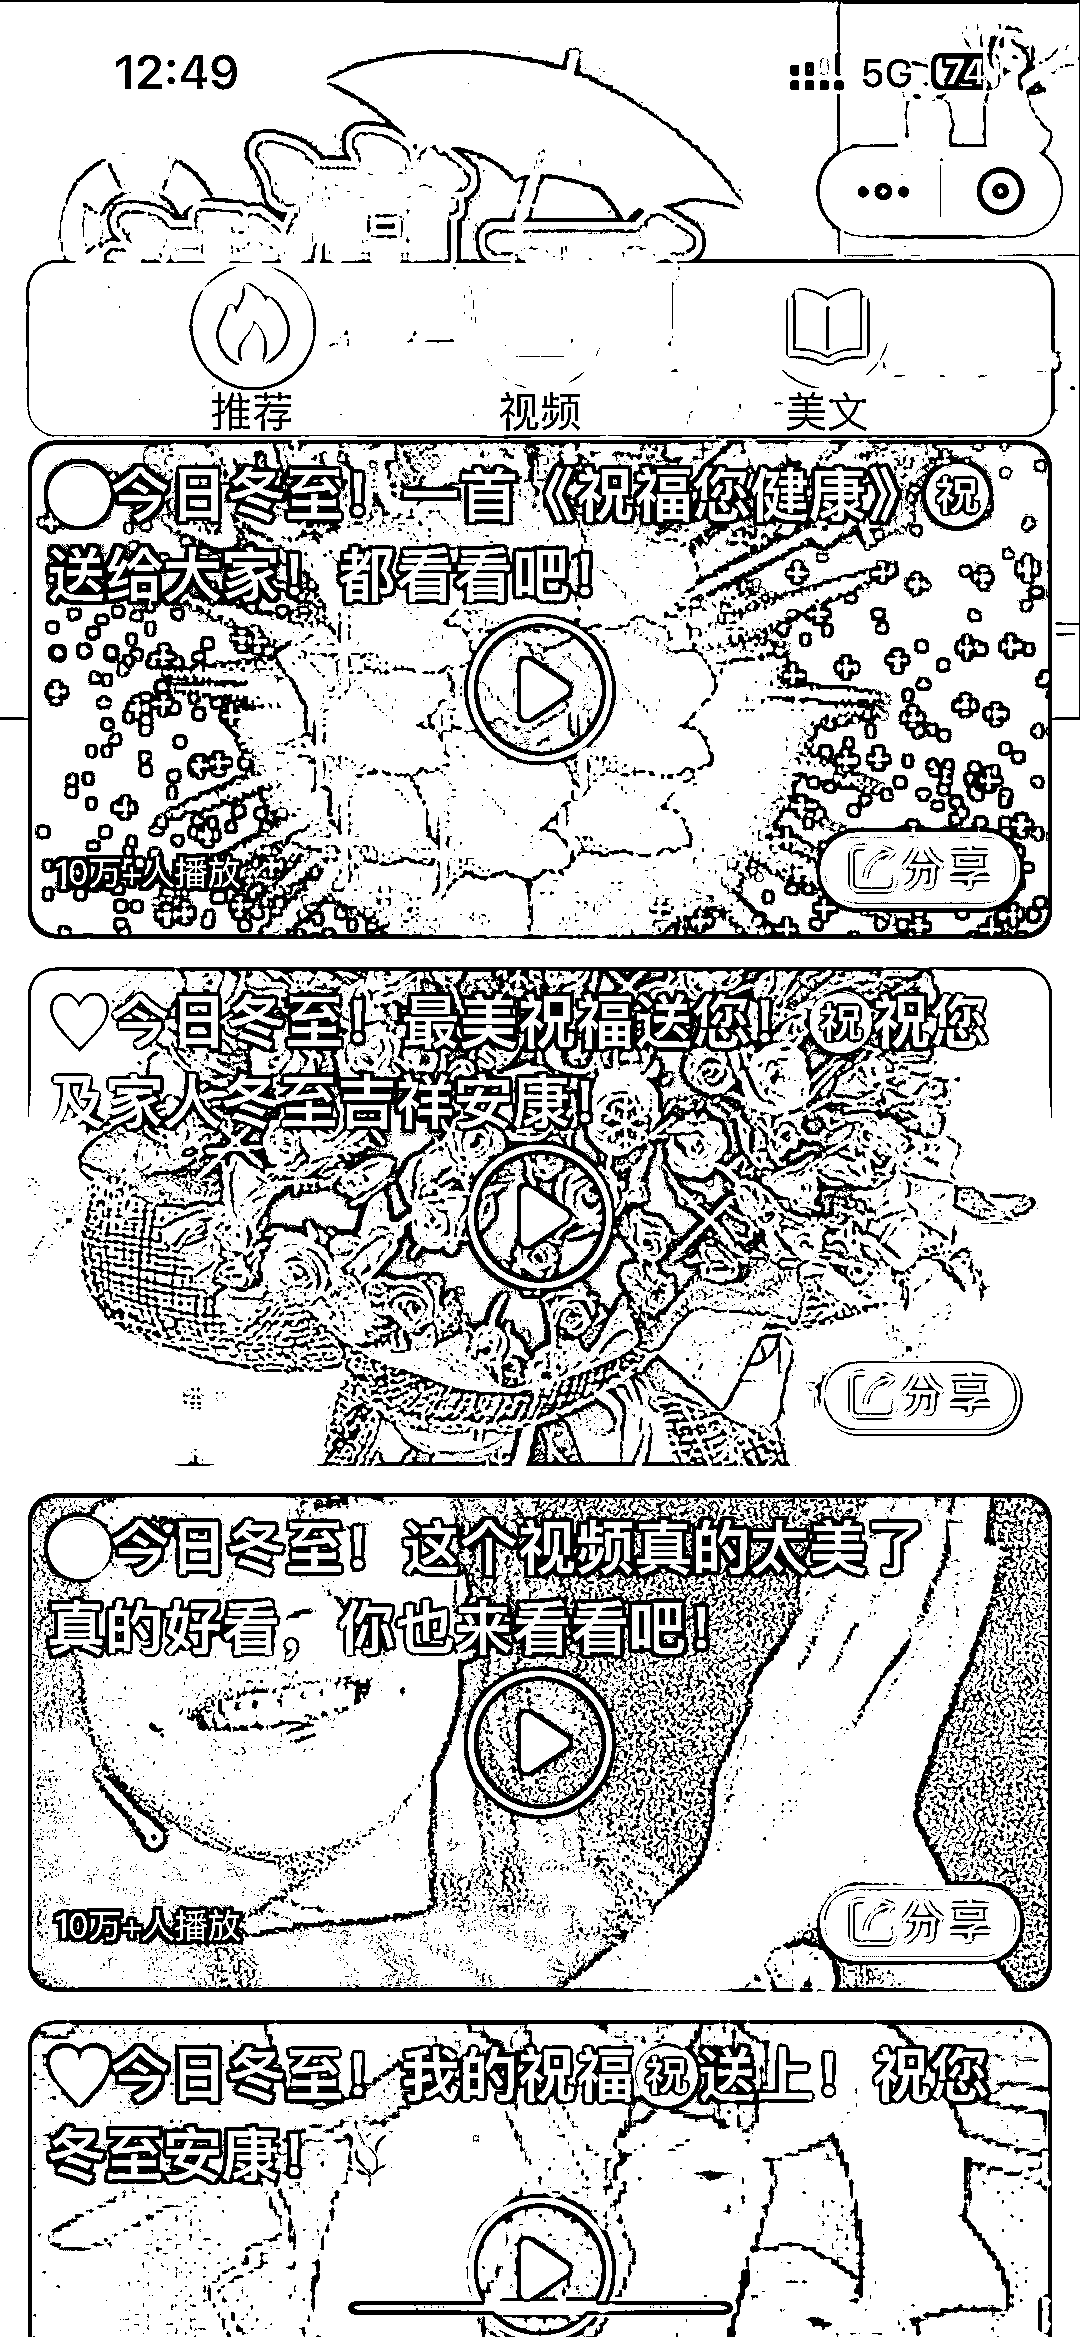 12:49
5G 74
推荐
视频
美文
今日冬至！一首《祝福您健康》祝
送给大家！都看看吧！
10万+人播放
分享
今日冬至！最美祝福送您！祝祝您
及家人冬至吉祥安康！
分享
今日冬至！这个视频真的太美了
真的好看，你也来看看吧！
10万+人播放
分享
今日冬至！我的祝福祝送上！祝您
冬至安康！